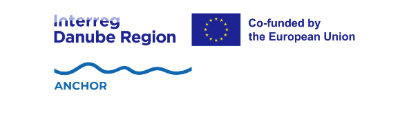 Interreg
Danube Region
Co-funded by
the European Union
ANCHOR